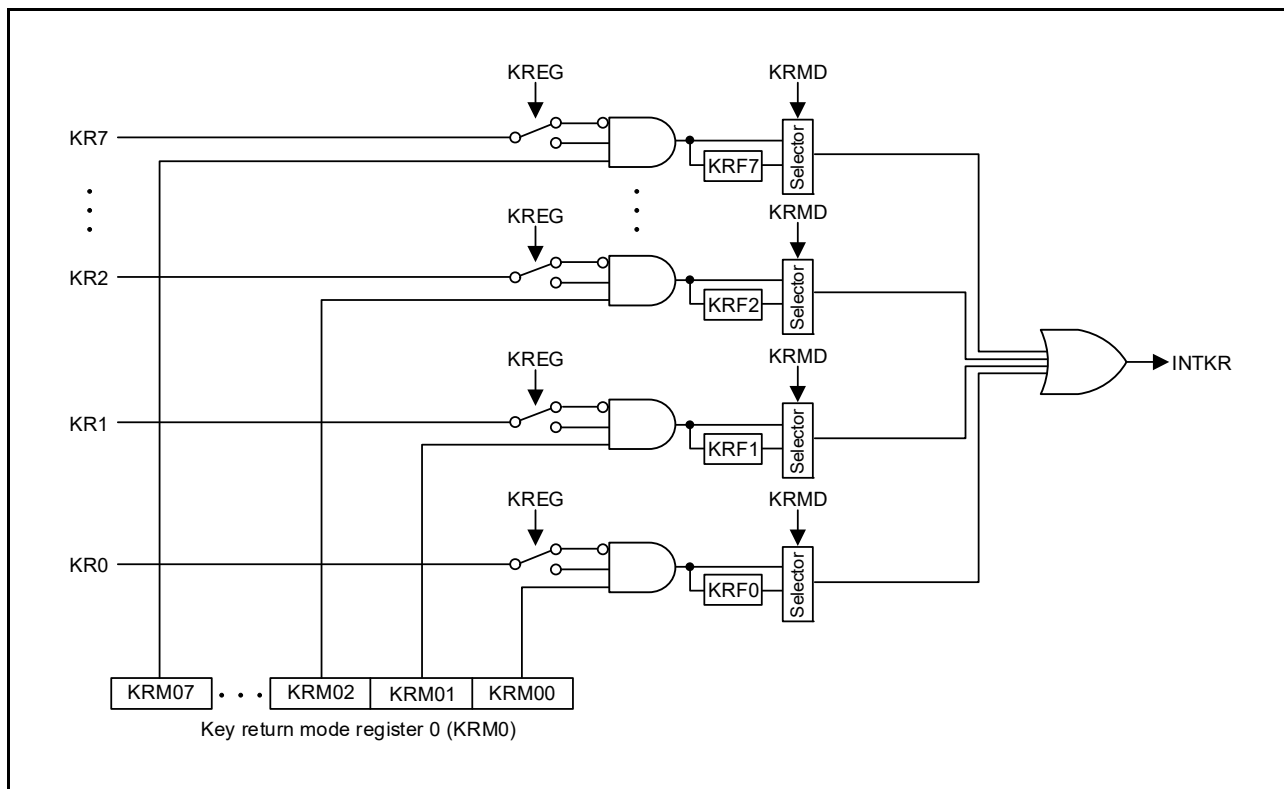 KREG KRMD
KR7
KRF7
Selector
KREG KRMD
KR2
KRF2
Selector
KREG KRMD
KR1
KRF1
Selector
INTKR
KREG KRMD
KR0
KRF0
Selector
KRM07 KRM02 KRM01 KRM00
Key return mode register 0 (KRM0)